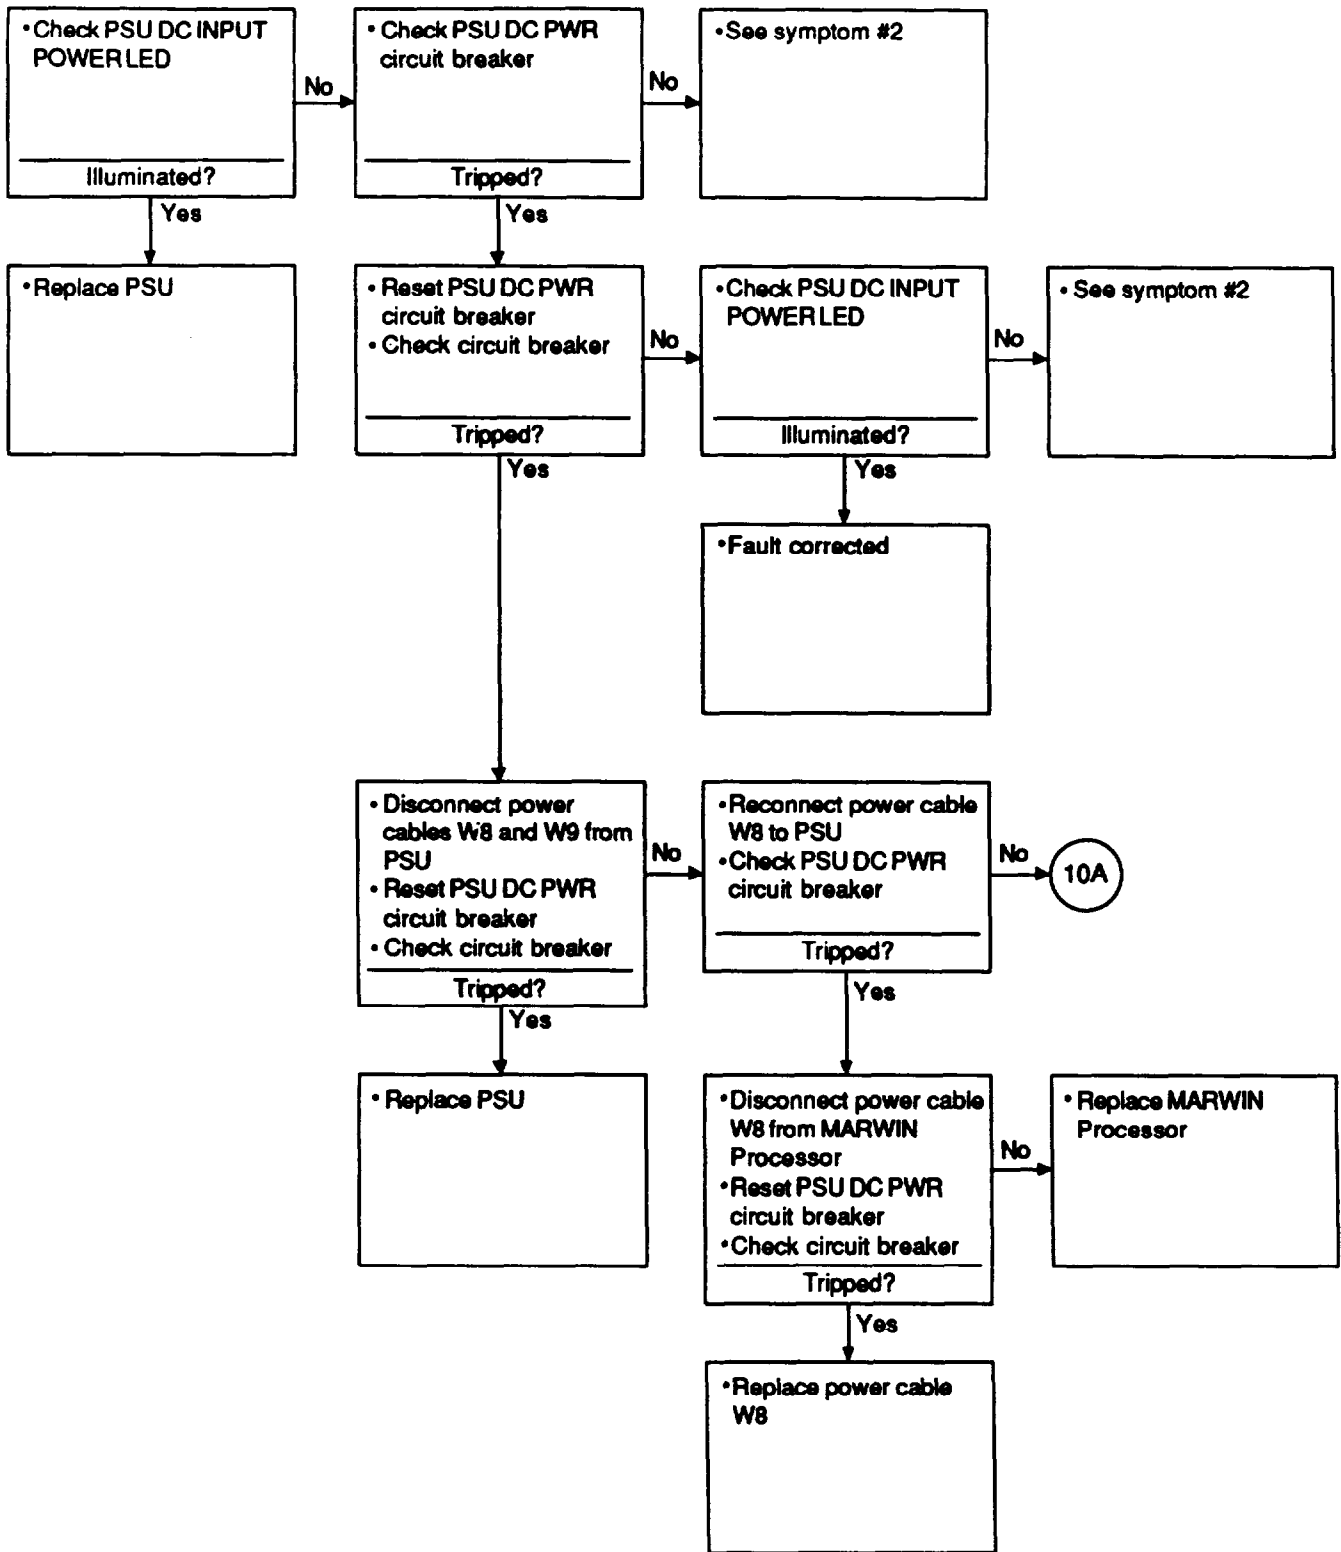 • Check PSU DC INPUT
POWER LED
Illuminated?
No
• Check PSU DC PWR
circuit breaker
Tripped?
No
• See symptom #2
Yes
Yes
• Replace PSU
• Reset PSU DC PWR
circuit breaker
• Check circuit breaker
Tripped?
No
• Check PSU DC INPUT
POWER LED
Illuminated?
No
• See symptom #2
Yes
Yes
• Fault corrected
• Disconnect power
cables W8 and W9 from
PSU
• Reset PSU DC PWR
circuit breaker
• Check circuit breaker
Tripped?
No
• Reconnect power cable
W8 to PSU
• Check PSU DC PWR
circuit breaker
Tripped?
No
10A
Yes
Yes
• Replace PSU
• Disconnect power cable
W8 from MARWIN
Processor
• Reset PSU DC PWR
circuit breaker
• Check circuit breaker
Tripped?
No
• Replace MARWIN
Processor
Yes
• Replace power cable
W8